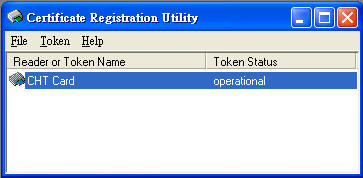 Certificate Registration Utility
File Token Help
Reader or Token Name Token Status
CHT Card operational